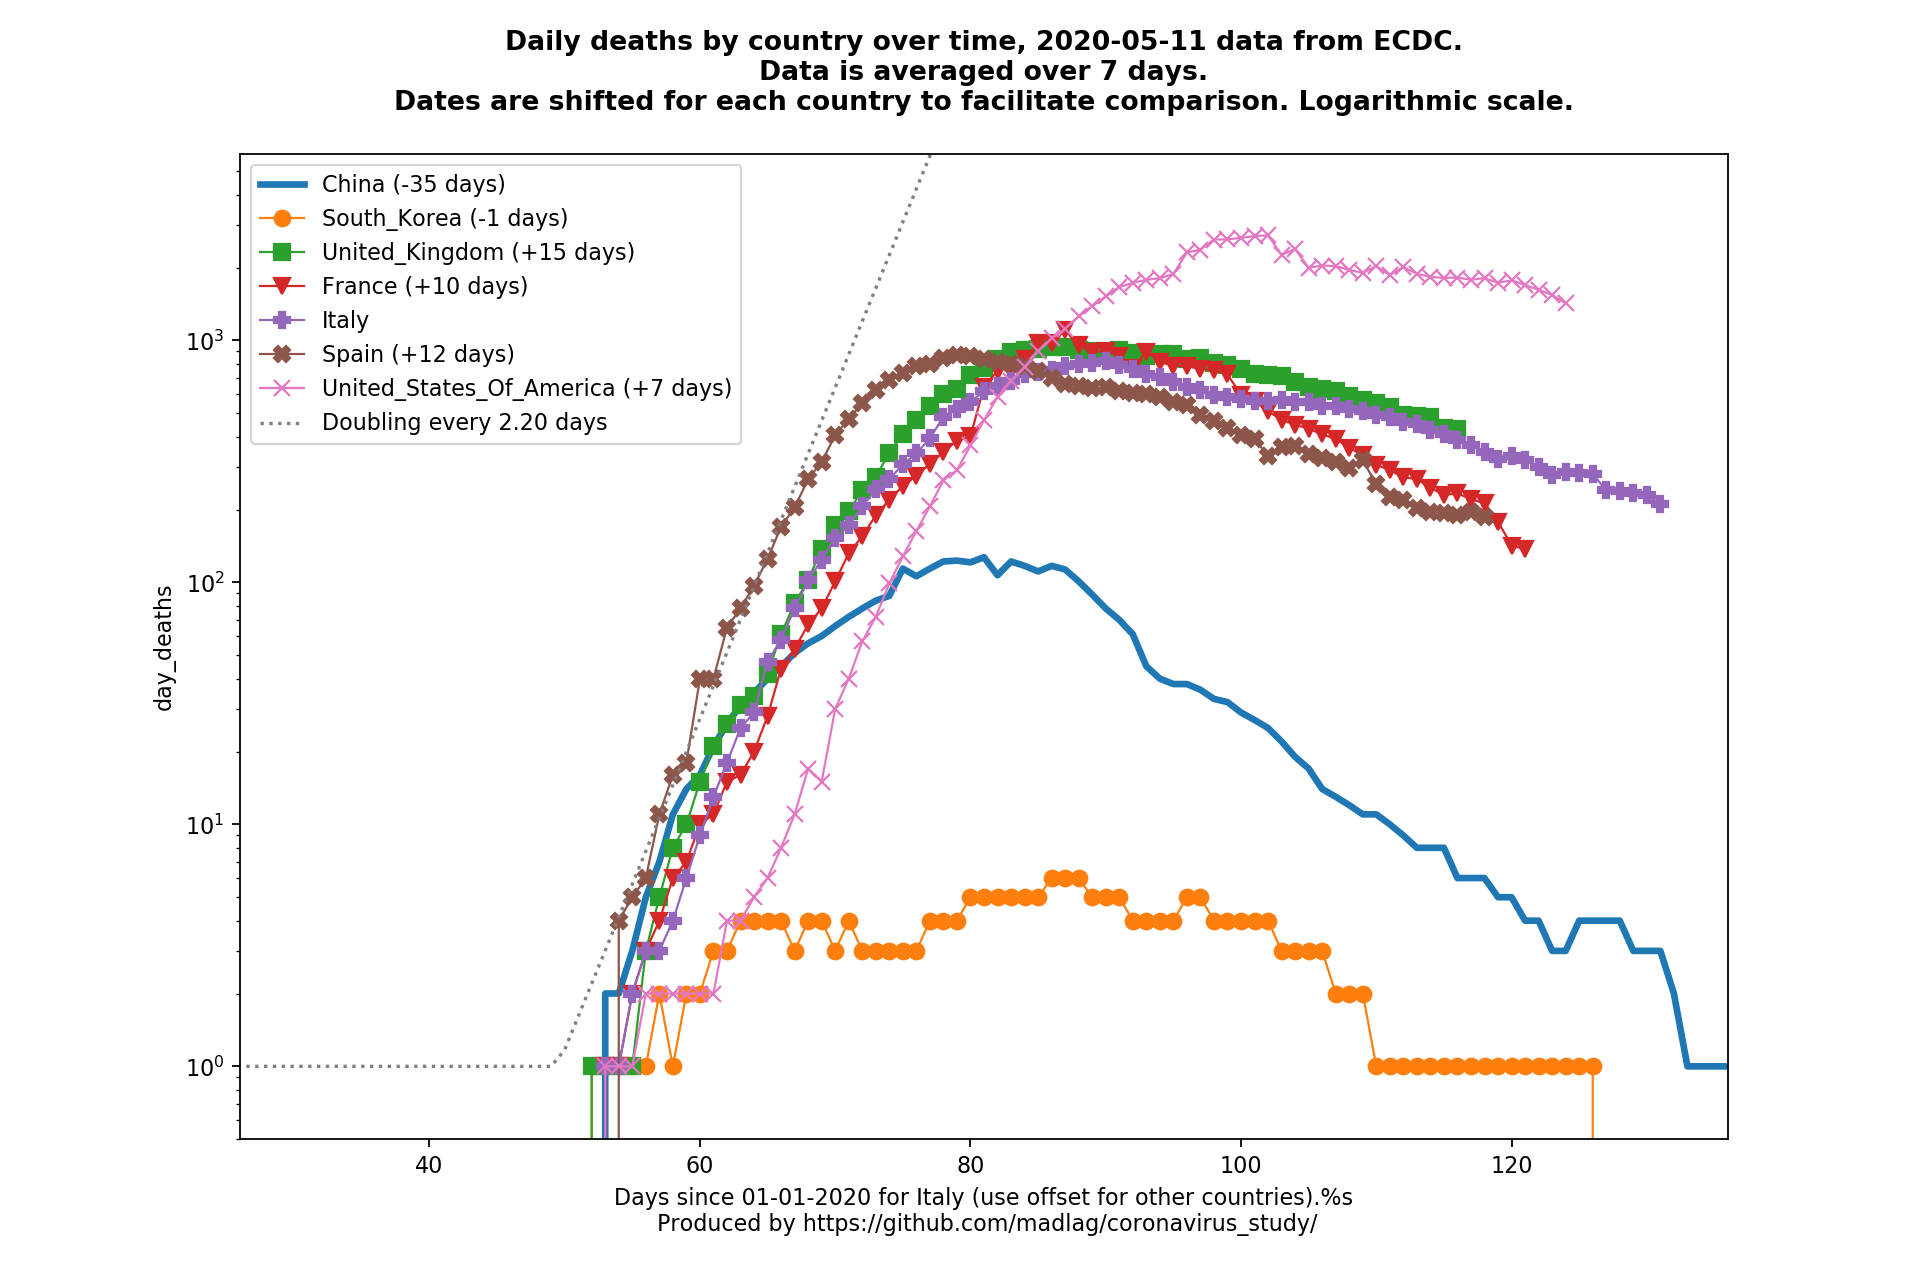 Daily deaths by country over time, 2020-05-11 data from ECDC.
Data is averaged over 7 days.
Dates are shifted for each country to facilitate comparison. Logarithmic scale.
China (-35 days)
South_Korea (-1 days)
United_Kingdom (+15 days)
France (+10 days)
Italy
Spain (+12 days)
United_States_Of_America (+7 days)
Doubling every 2.20 days
10³
10²
10¹
10⁰
day_deaths
40 60 80 100 120
Days since 01-01-2020 for Italy (use offset for other countries).%s
Produced by https://github.com/madlag/coronavirus_study/